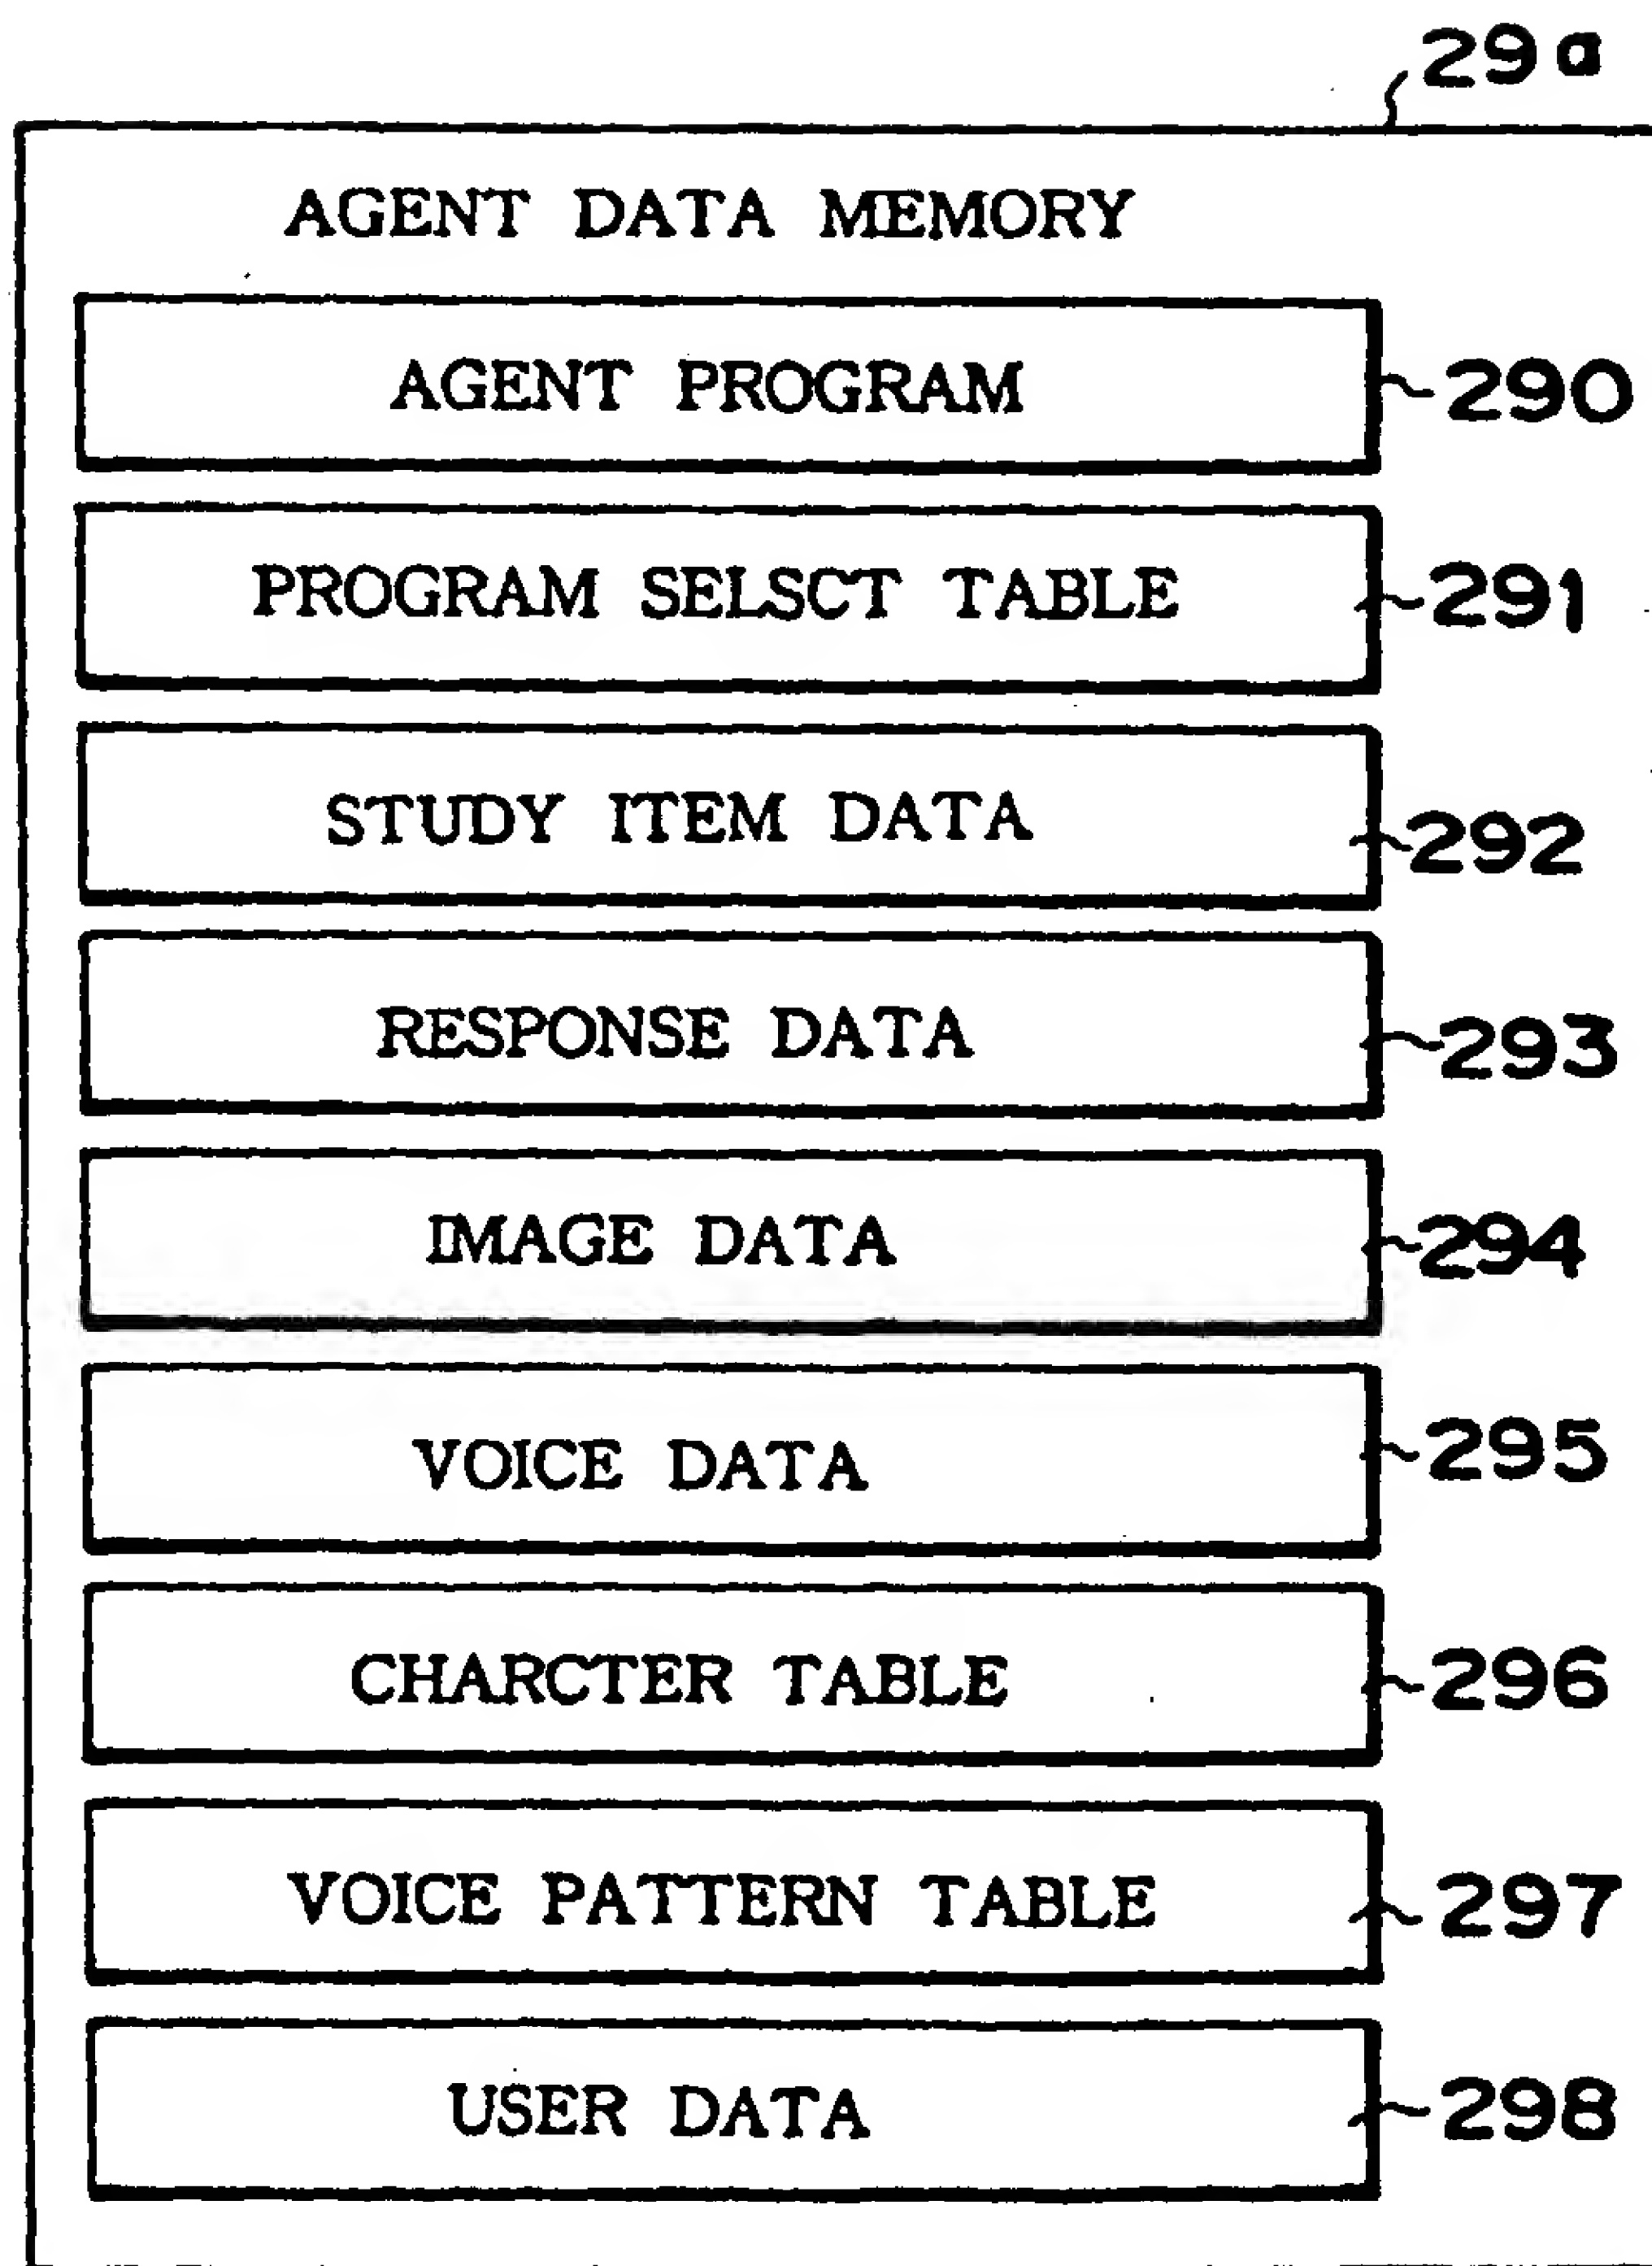 29a
AGENT DATA MEMORY
AGENT PROGRAM 290
PROGRAM SELSCT TABLE 291
STUDY ITEM DATA 292
RESPONSE DATA 293
IMAGE DATA 294
VOICE DATA 295
CHARCTER TABLE 296
VOICE PATTERN TABLE 297
USER DATA 298